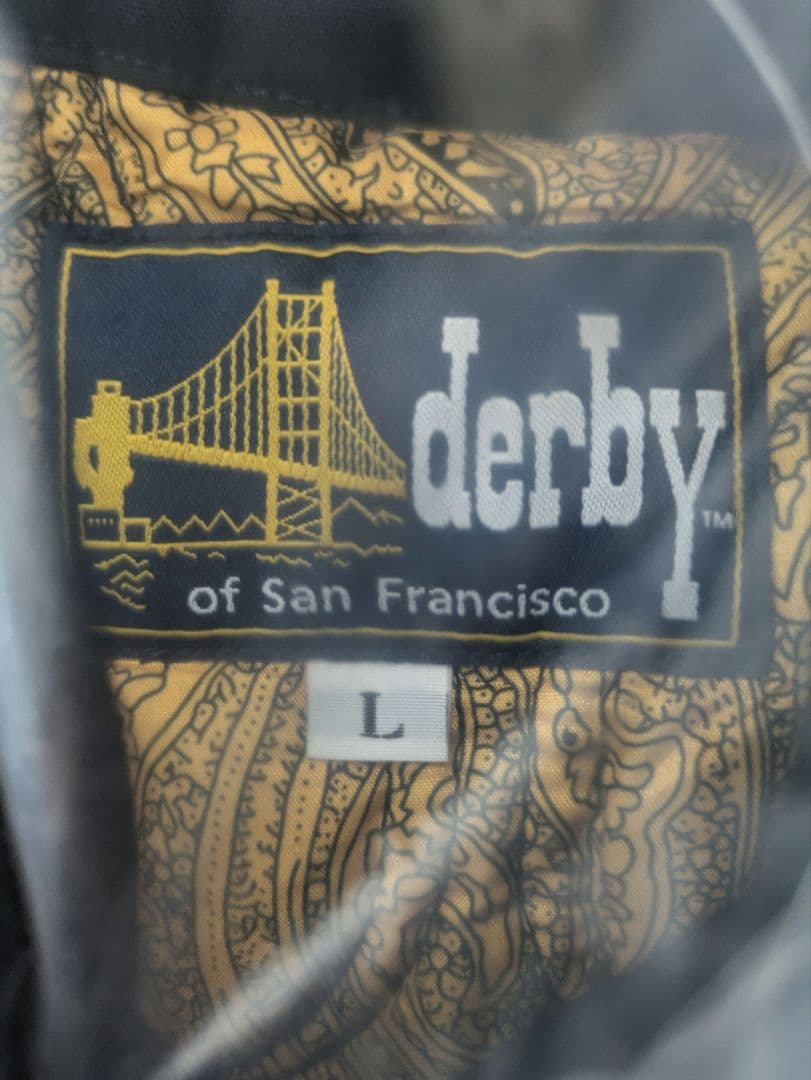 derby™
of San Francisco
L